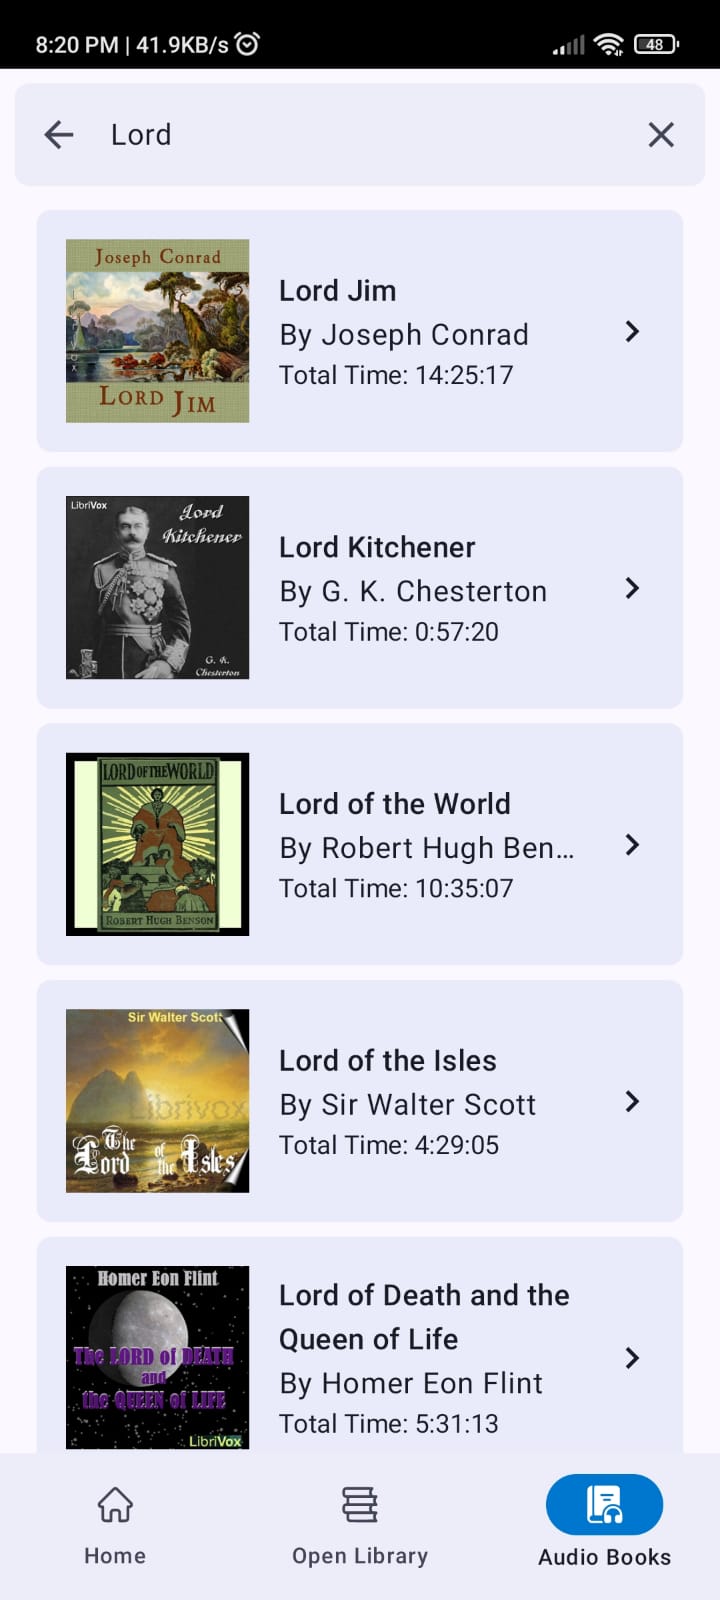 8:20 PM | 41.9KB/s
48
Lord
Joseph Conrad
LORD JIM
Lord Jim
By Joseph Conrad
Total Time: 14:25:17
LibriVox
Lord
Kitchener
G. K.
Chesterton
Lord Kitchener
By G. K. Chesterton
Total Time: 0:57:20
LORD OF THE WORLD
ROBERT HUGH BENSON
Lord of the World
By Robert Hugh Ben...
Total Time: 10:35:07
Sir Walter Scott
Librivox
The
Lord of the Isles
Lord of the Isles
By Sir Walter Scott
Total Time: 4:29:05
Homer Eon Flint
The LORD of DEATH
and
the QUEEN of LIFE
LibriVox
Lord of Death and the
Queen of Life
By Homer Eon Flint
Total Time: 5:31:13
Home
Open Library
Audio Books